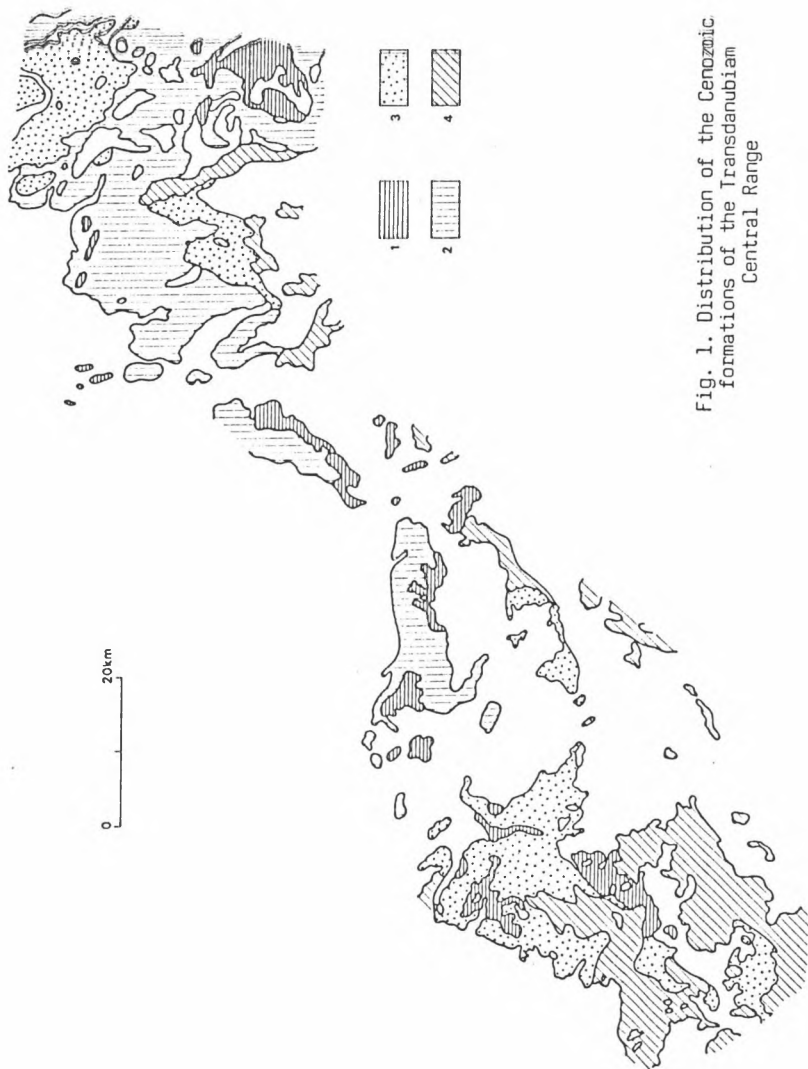 0 20km
1 3
2 4
Fig. 1. Distribution of the Cenozoic
formations of the Transdanubiam
Central Range